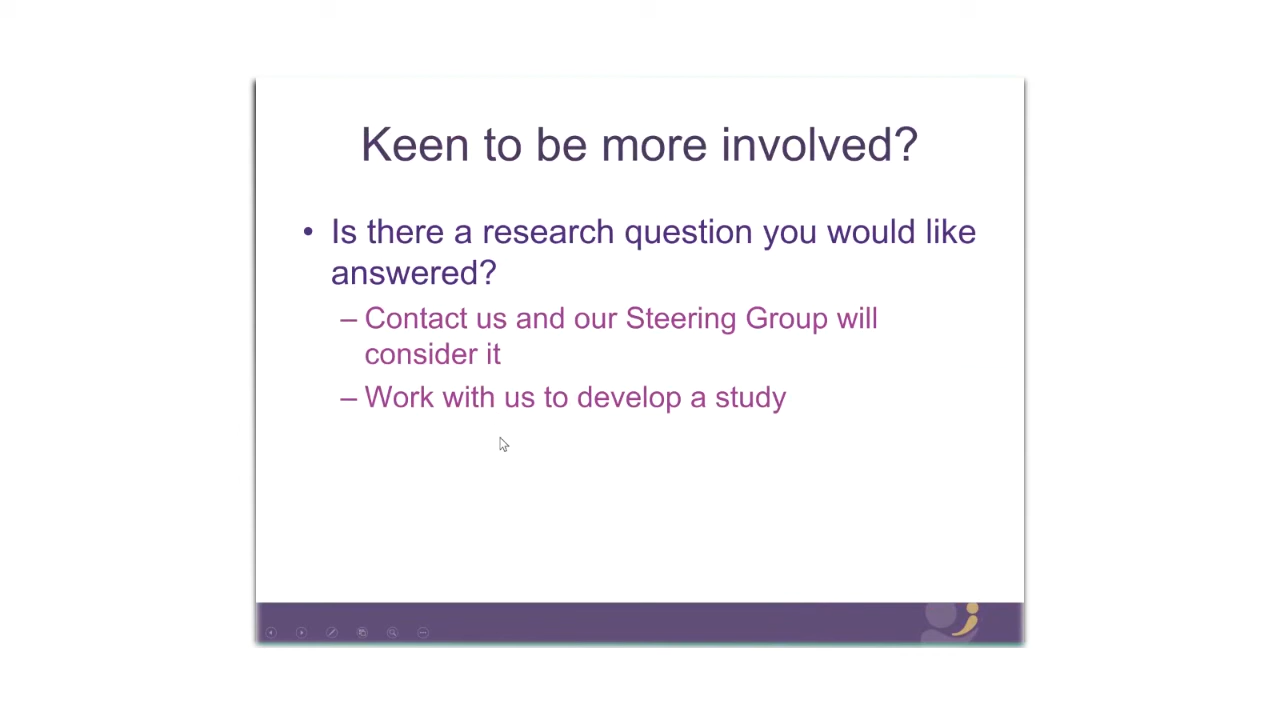 Keen to be more involved?
• Is there a research question you would like
answered?
– Contact us and our Steering Group will
consider it
– Work with us to develop a study